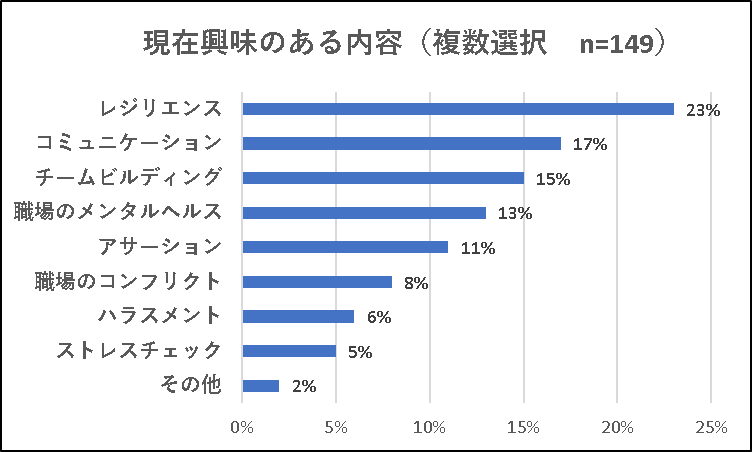 現在興味のある内容（複数選択　n=149）
レジリエンス 23%
コミュニケーション 17%
チームビルディング 15%
職場のメンタルヘルス 13%
アサーション 11%
職場のコンフリクト 8%
ハラスメント 6%
ストレスチェック 5%
その他 2%
0% 5% 10% 15% 20% 25%